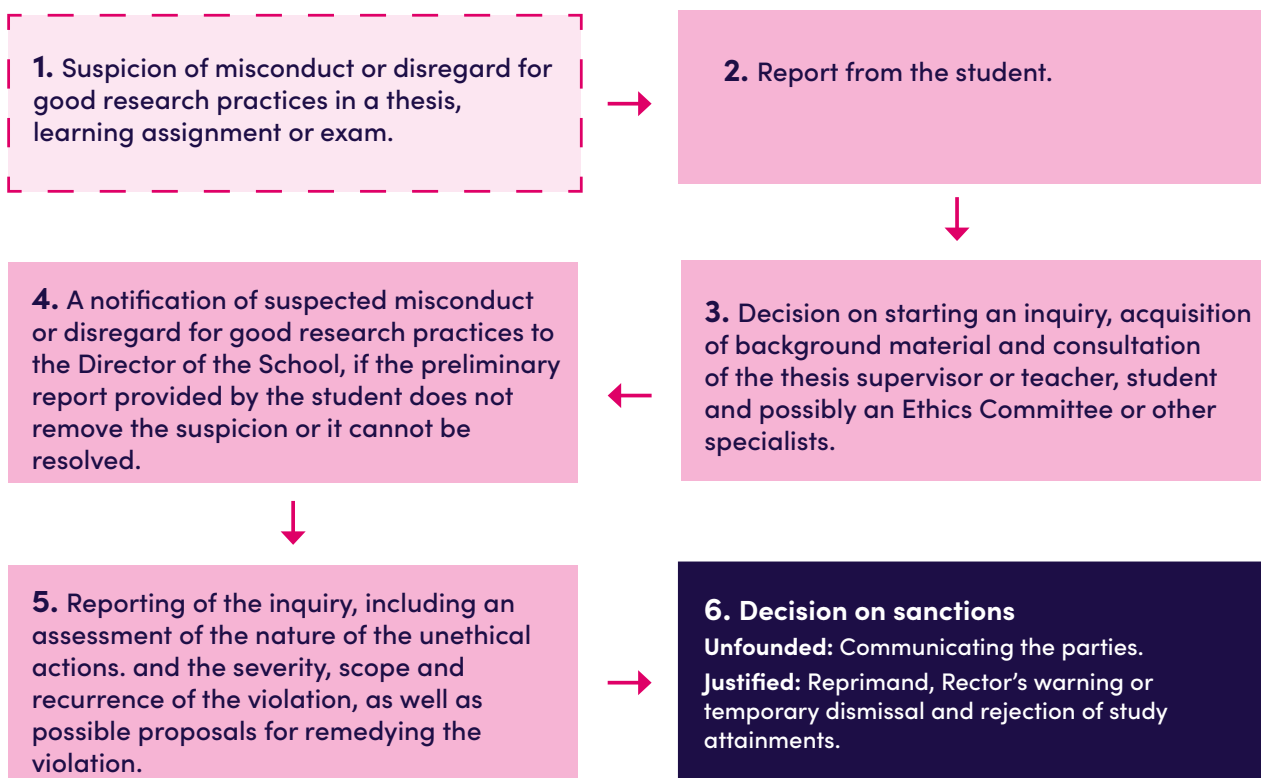 1. Suspicion of misconduct or disregard for
good research practices in a thesis,
learning assignment or exam.
2. Report from the student.
3. Decision on starting an inquiry, acquisition
of background material and consultation
of the thesis supervisor or teacher, student
and possibly an Ethics Committee or other
specialists.
4. A notification of suspected misconduct
or disregard for good research practices to
the Director of the School, if the preliminary
report provided by the student does not
remove the suspicion or it cannot be
resolved.
5. Reporting of the inquiry, including an
assessment of the nature of the unethical
actions. and the severity, scope and
recurrence of the violation, as well as
possible proposals for remedying the
violation.
6. Decision on sanctions
Unfounded: Communicating the parties.
Justified: Reprimand, Rector’s warning or
temporary dismissal and rejection of study
attainments.